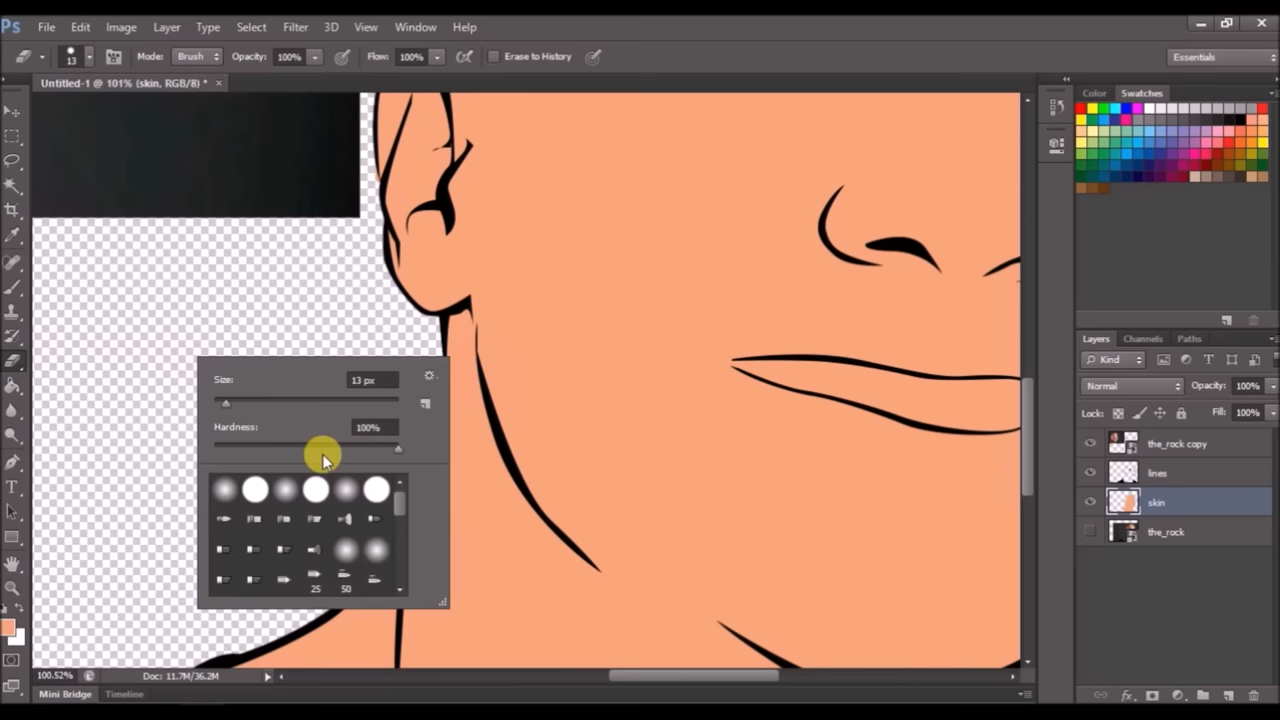 Ps File Edit Image Layer Type Select Filter 3D View Window Help
13 Mode: Brush Opacity: 100% Flow: 100% Erase to History Essentials
Untitled-1 @ 101% (skin, RGB/8) * ×
Color Swatches
Size: 13 px
Hardness: 100%
25 50
Layers Channels Paths
Kind
Normal Opacity: 100%
Lock: Fill: 100%
the_rock copy
lines
skin
the_rock
100.52% Doc: 11.7M/36.2M
Mini Bridge Timeline